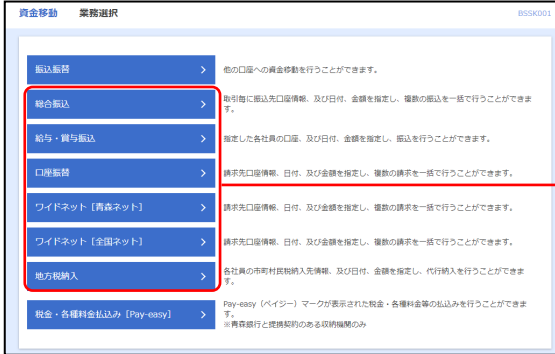 資金移動 業務選択
BSSK001
振込振替
他の口座への資金移動を行うことができます。
総合振込
取引毎に振込先口座情報、及び日付、金額を指定し、複数の振込を一括で行うことができま
す。
給与・賞与振込
指定した各社員の口座、及び日付、金額を指定し、振込を行うことができます。
口座振替
請求先口座情報、日付、及び金額を指定し、複数の請求を一括で行うことができます。
ワイドネット［青森ネット］
請求先口座情報、日付、及び金額を指定し、複数の請求を一括で行うことができます。
ワイドネット［全国ネット］
請求先口座情報、日付、及び金額を指定し、複数の請求を一括で行うことができます。
地方税納入
各社員の市町村民税納入先情報、及び日付、金額を指定し、代行納入を行うことができま
す。
税金・各種料金払込み［Pay-easy］
Pay-easy（ペイジー）マークが表示された税金・各種料金等の払込みを行うことができま
す。
※青森銀行と提携契約のある収納機関のみ